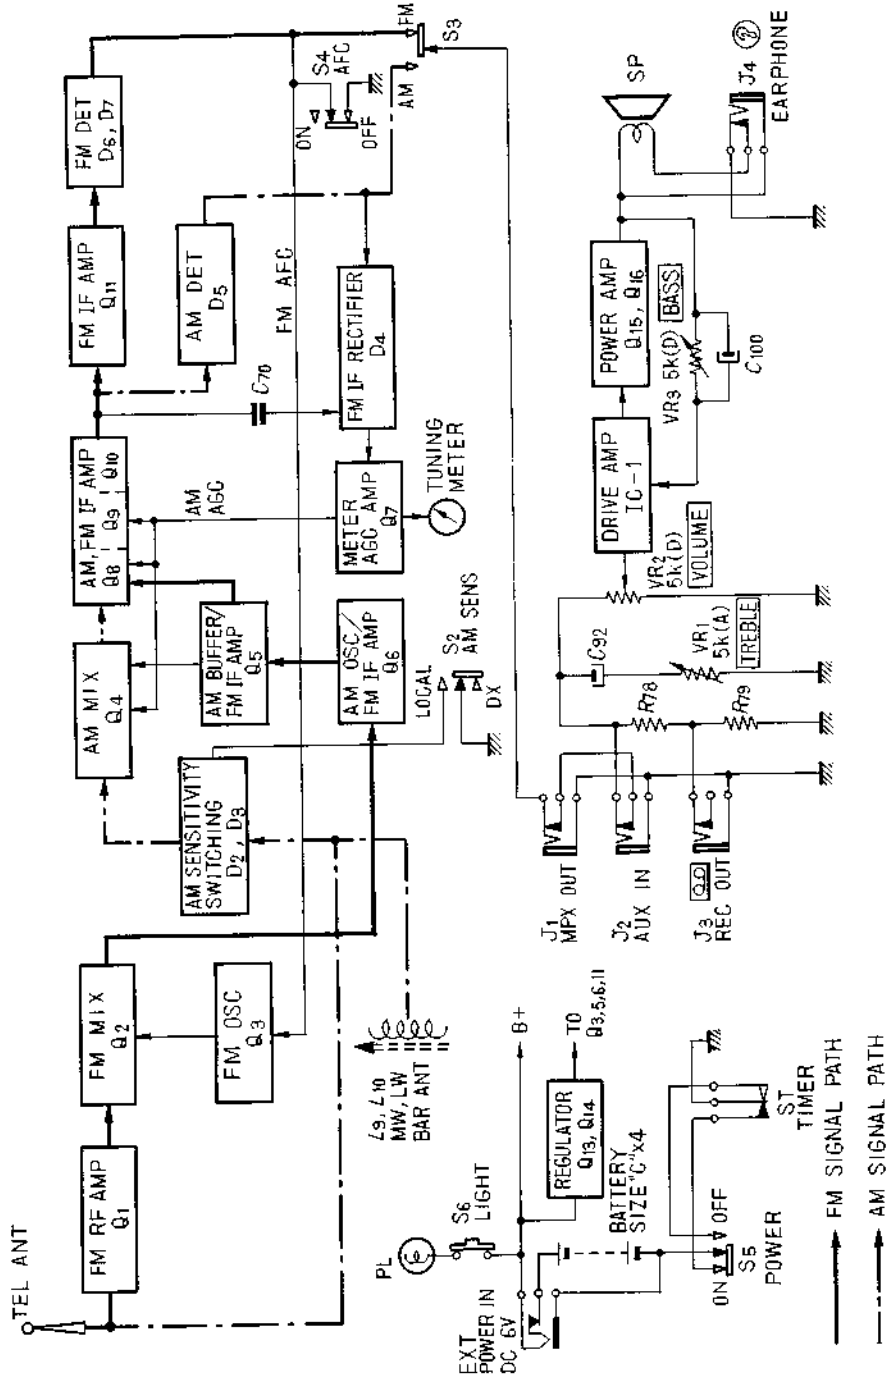 TEL ANT
FM RF AMP
Q1
FM MIX
Q2
FM OSC
Q3
L9, L10
MW, LW
BAR ANT
AM SENSITIVITY
SWITCHING
D2, D3
AM MIX
Q4
AM BUFFER/
FM IF AMP
Q5
AM OSC/
FM IF AMP
Q6
LOCAL
DX
S2
AM SENS
AM, FM IF AMP
Q8 Q9 Q10
AM
AGC
METER
AGC AMP
Q7
TUNING
METER
C70
FM IF RECTIFIER
D4
FM IF AMP
Q11
AM DET
D5
FM AFC
FM DET
D6, D7
ON
OFF
S4
AFC
FM
AM
S3
PL
S6
LIGHT
EXT
POWER IN
DC 6V
B+
REGULATOR
Q13, Q14
TO
Q3,5,6,11
BATTERY
SIZE "C"x4
ON
OFF
S5
POWER
ST
TIMER
J1
MPX OUT
J2
AUX IN
J3
REC OUT
R78
R79
C92
VR1
5k(A)
TREBLE
VR2
5k(D)
VOLUME
DRIVE AMP
IC-1
POWER AMP
Q15, Q16
VR3 5k(D) BASS
C100
SP
J4
EARPHONE
FM SIGNAL PATH
AM SIGNAL PATH